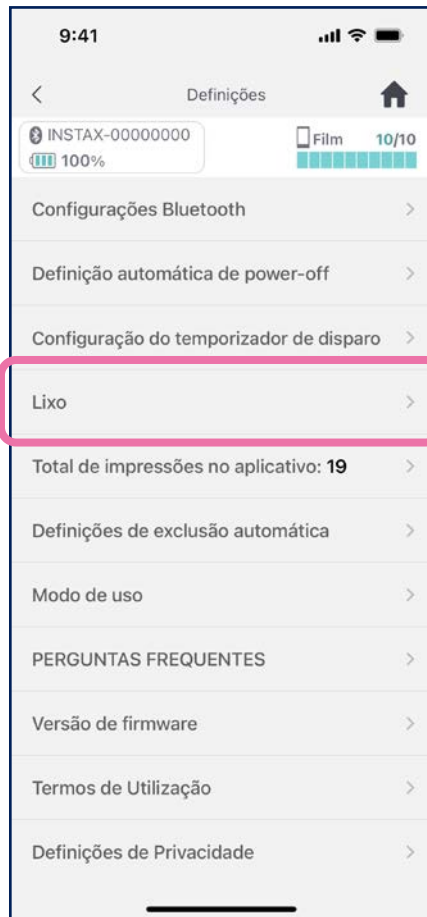 9:41
Definições
INSTAX-00000000
100%
Film 10/10
Configurações Bluetooth
Definição automática de power-off
Configuração do temporizador de disparo
Lixo
Total de impressões no aplicativo: 19
Definições de exclusão automática
Modo de uso
PERGUNTAS FREQUENTES
Versão de firmware
Termos de Utilização
Definições de Privacidade